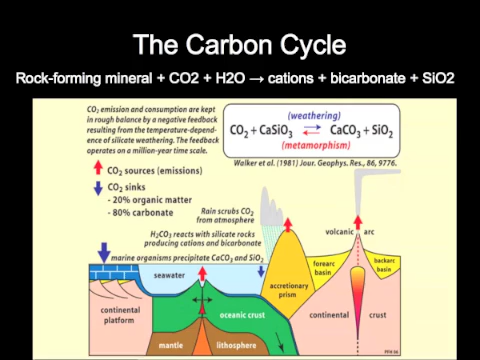 The Carbon Cycle
Rock-forming mineral + CO2 + H2O → cations + bicarbonate + SiO2
CO₂ emission and consumption are kept
in rough balance by a negative feedback
resulting from the temperature-depend-
ence of silicate weathering. The feedback
operates on a million-year time scale.
(weathering)
CO₂ + CaSiO₃ ⇄ CaCO₃ + SiO₂
(metamorphism)
Walker et al. (1981) Jour. Geophys. Res., 86, 9776.
CO₂ sources (emissions)
CO₂ sinks
- 20% organic matter
- 80% carbonate
Rain scrubs CO₂
from atmosphere
H₂CO₃ reacts with silicate rocks
producing cations and bicarbonate
marine organisms precipitate CaCO₃ and SiO₂
volcanic arc
seawater
forearc
basin
backarc
basin
accretionary
prism
continental
platform
oceanic crust
continental crust
mantle lithosphere